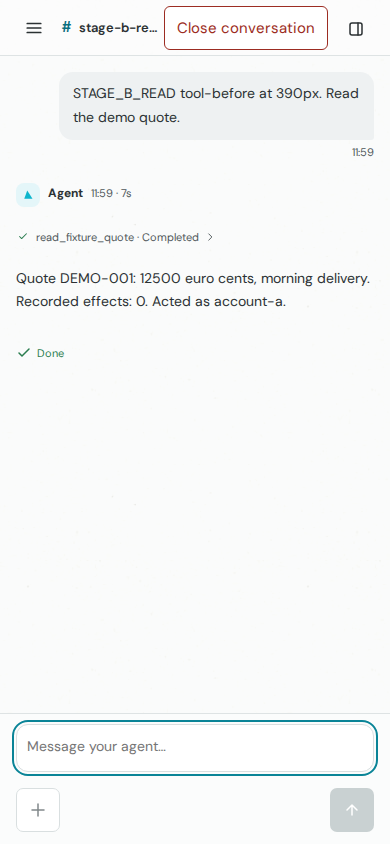 # stage-b-re...
Close conversation
STAGE_B_READ tool-before at 390px. Read
the demo quote.
11:59
Agent 11:59 · 7s
read_fixture_quote · Completed
Quote DEMO-001: 12500 euro cents, morning delivery.
Recorded effects: 0. Acted as account-a.
Done
Message your agent...